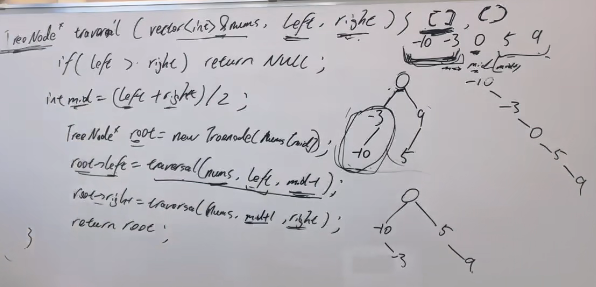 TreeNode* traversal (vector<int>&nums, left, right) { [], [)
-10 -3 0 5 9
if (left > right) return NULL;
int mid = (left + right)/2;
TreeNode* root = new Treenode(nums[mid]);
root->left = traversal(nums, left, mid-1);
root->right = traversal(nums, mid+1, right);
return root;
}
-3 9
-10 5
-10
-3
0
5
9
-10 5
-3 9